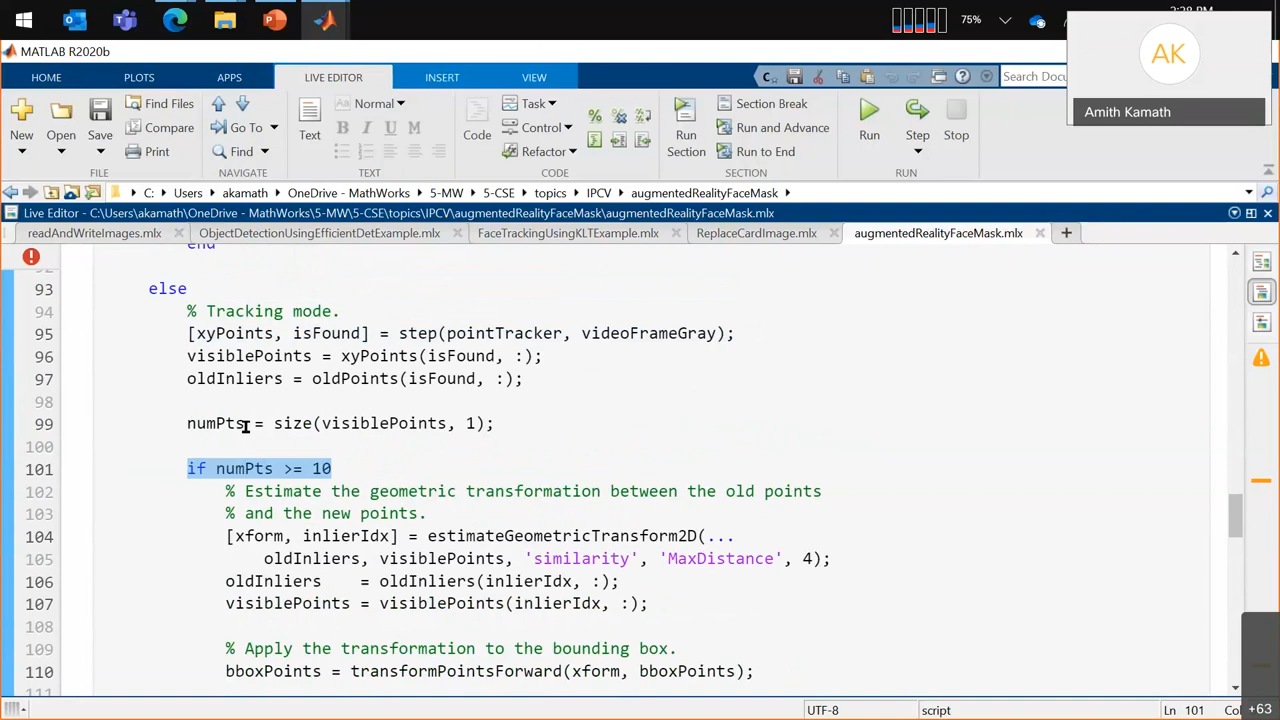 75%
2:28 PM
MATLAB R2020b
AK
Amith Kamath
HOME PLOTS APPS LIVE EDITOR INSERT VIEW
Search Docu
New Open Save
Find Files
Compare
Print
Go To
Find
Text
Normal
B I U M
Code
Task
Control
Refactor
Run Section
Section Break
Run and Advance
Run to End
Run Step Stop
FILE NAVIGATE TEXT CODE SECTION RUN
C: Users akamath OneDrive - MathWorks 5-MW 5-CSE topics IPCV augmentedRealityFaceMask
Live Editor - C:\Users\akamath\OneDrive - MathWorks\5-MW\5-CSE\topics\IPCV\augmentedRealityFaceMask\augmentedRealityFaceMask.mlx
readAndWriteImages.mlx ObjectDetectionUsingEfficientDetExample.mlx FaceTrackingUsingKLTExample.mlx ReplaceCardImage.mlx augmentedRealityFaceMask.mlx
92 end
93 else
94 % Tracking mode.
95 [xyPoints, isFound] = step(pointTracker, videoFrameGray);
96 visiblePoints = xyPoints(isFound, :);
97 oldInliers = oldPoints(isFound, :);
98
99 numPts = size(visiblePoints, 1);
100
101 if numPts >= 10
102 % Estimate the geometric transformation between the old points
103 % and the new points.
104 [xform, inlierIdx] = estimateGeometricTransform2D(...
105 oldInliers, visiblePoints, 'similarity', 'MaxDistance', 4);
106 oldInliers = oldInliers(inlierIdx, :);
107 visiblePoints = visiblePoints(inlierIdx, :);
108
109 % Apply the transformation to the bounding box.
110 bboxPoints = transformPointsForward(xform, bboxPoints);
111
UTF-8 script Ln 101 Col
+63